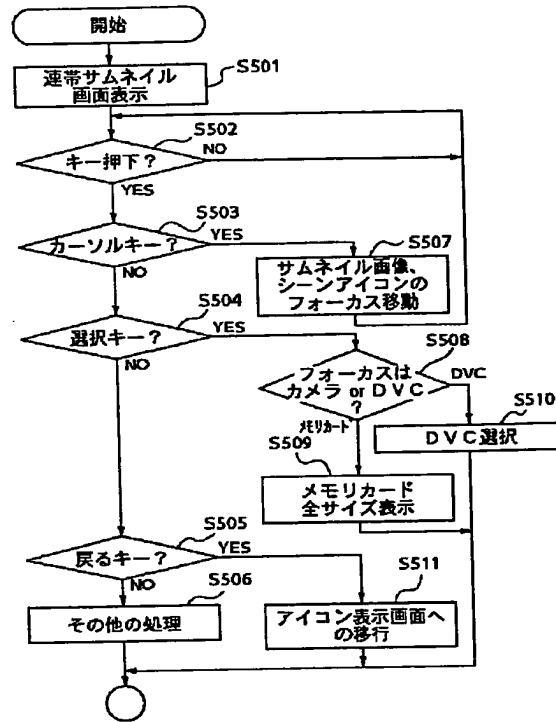 開始
連帯サムネイル
画面表示
S501
S502
キー押下?
NO
YES
S503
カーソルキー?
YES
NO
S507
サムネイル画像、
シーンアイコンの
フォーカス移動
S504
選択キー?
YES
NO
S508
フォーカスは
カメラ or DVC
?
DVC
メモリカード
S510
DVC選択
S509
メモリカード
全サイズ表示
S505
戻るキー?
YES
NO
S506
その他の処理
S511
アイコン表示画面へ
の移行